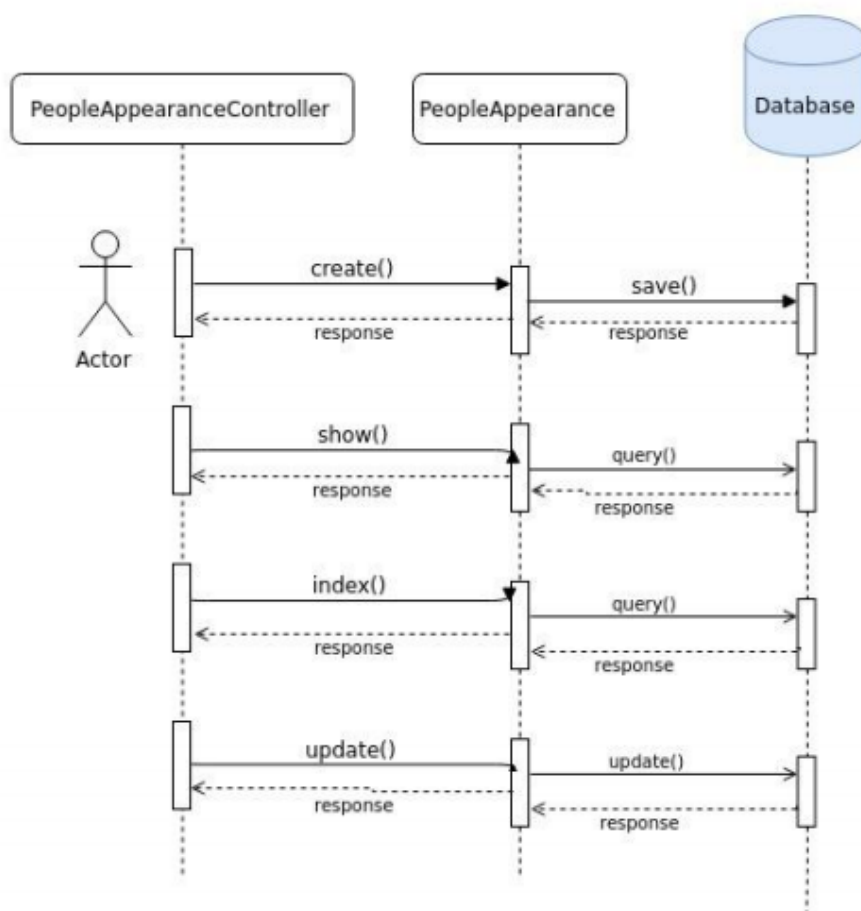 PeopleAppearanceController
PeopleAppearance
Database
create()
save()
response
response
Actor
show()
query()
response
response
index()
query()
response
response
update()
update()
response
response